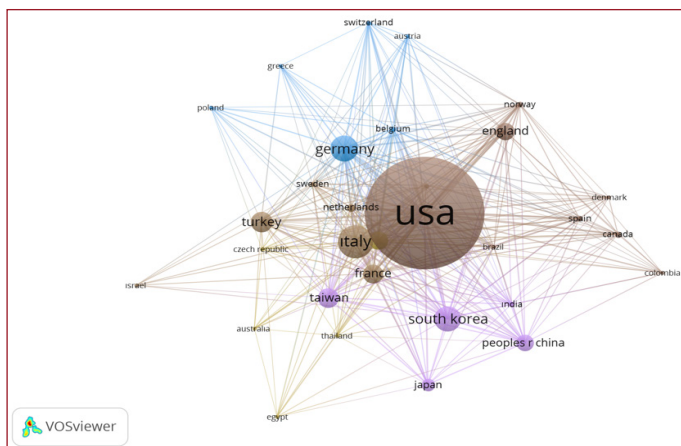 switzerland
austria
greece
poland
norway
belgium
england
germany
sweden
denmark
netherlands
usa
spain
turkey
canada
italy
czech republic
brazil
france
colombia
israel
taiwan
india
south korea
australia
thailand
peoples r china
japan
egypt
VOSviewer